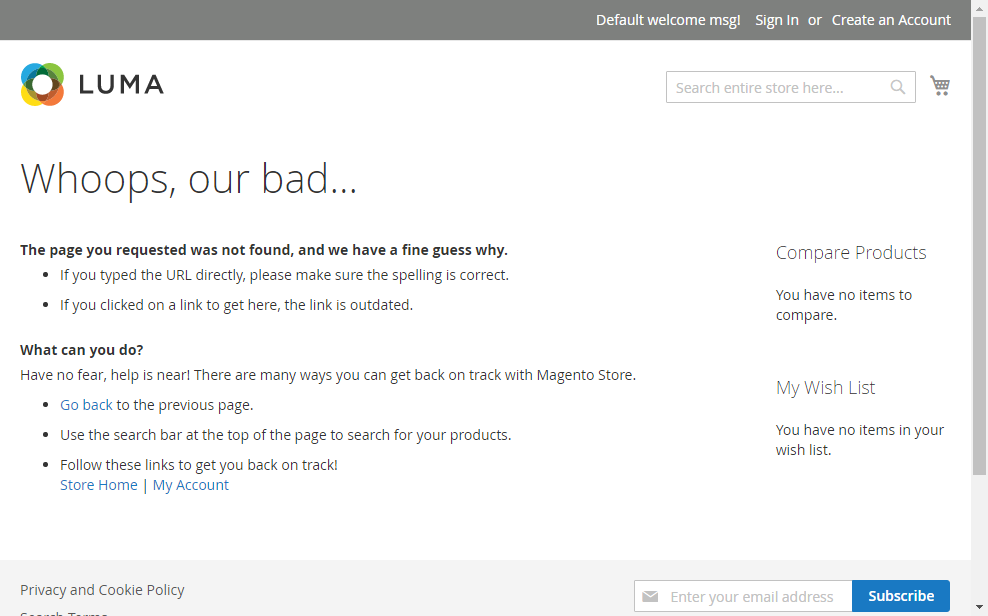 Default welcome msg! Sign In or Create an Account
LUMA
Search entire store here...
Whoops, our bad...
The page you requested was not found, and we have a fine guess why.
If you typed the URL directly, please make sure the spelling is correct.
If you clicked on a link to get here, the link is outdated.
What can you do?
Have no fear, help is near! There are many ways you can get back on track with Magento Store.
Go back to the previous page.
Use the search bar at the top of the page to search for your products.
Follow these links to get you back on track!
Store Home | My Account
Compare Products
You have no items to
compare.
My Wish List
You have no items in your
wish list.
Privacy and Cookie Policy
Search Terms
Enter your email address
Subscribe